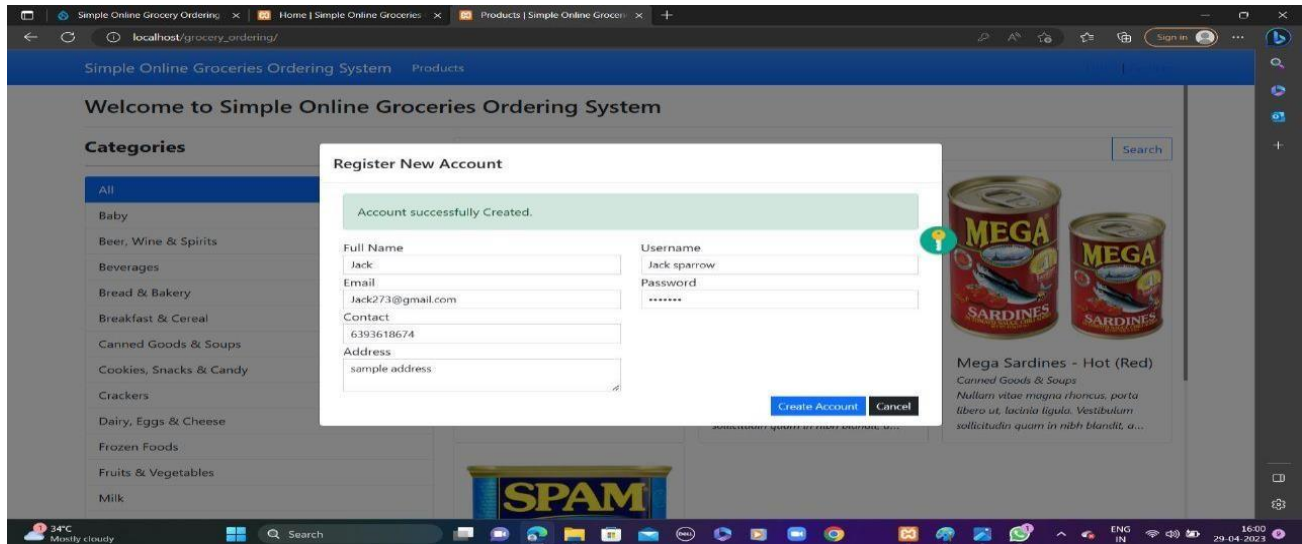 Simple Online Grocery Ordering
Home | Simple Online Groceries
Products | Simple Online Grocer
localhost/grocery_ordering/
Sign in
Simple Online Groceries Ordering System Products
Welcome to Simple Online Groceries Ordering System
Categories
Search
All
Baby
Beer, Wine & Spirits
Beverages
Bread & Bakery
Breakfast & Cereal
Canned Goods & Soups
Cookies, Snacks & Candy
Crackers
Dairy, Eggs & Cheese
Frozen Foods
Fruits & Vegetables
Milk
Register New Account
Account successfully Created.
Full Name
Jack
Email
Jack273@gmail.com
Contact
6393618674
Address
sample address
Username
Jack sparrow
Password
•••••••
Create Account Cancel
MEGA
SARDINES
MEGA
SARDINES
Mega Sardines - Hot (Red)
Canned Goods & Soups
Nullam vitae magna rhoncus, porta
libero ut, lacinia ligula. Vestibulum
sollicitudin quam in nibh blandit, a...
SPAM
34°C
Mostly cloudy
Search
ENG
IN
16:00
29-04-2023